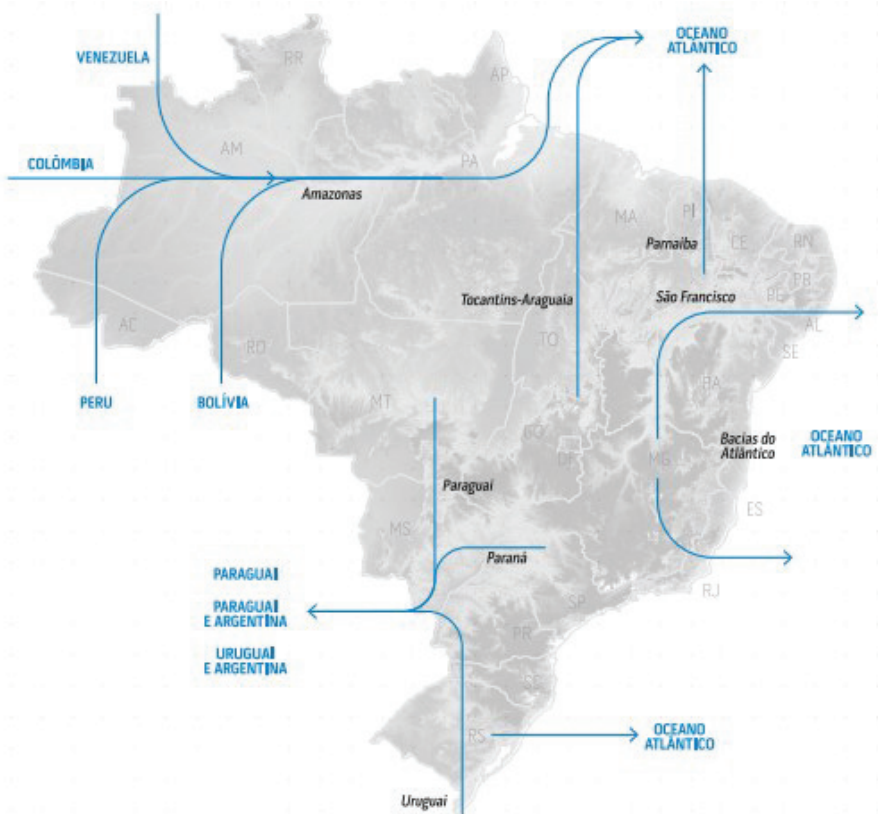 OCEANO
ATLÂNTICO
VENEZUELA
RR
AP
AM
COLÔMBIA
PA
Amazonas
MA
PI
CE
RN
Parnaíba
PB
PE
Tocantins-Araguaia
São Francisco
AL
AC
RO
TO
SE
BA
PERU
BOLÍVIA
MT
GO
DF
MG
Bacias do
Atlântico
OCEANO
ATLÂNTICO
Paraguai
MS
ES
Paraná
PARAGUAI
RJ
SP
PARAGUAI
E ARGENTINA
PR
URUGUAI
E ARGENTINA
SC
RS
OCEANO
ATLÂNTICO
Uruguai